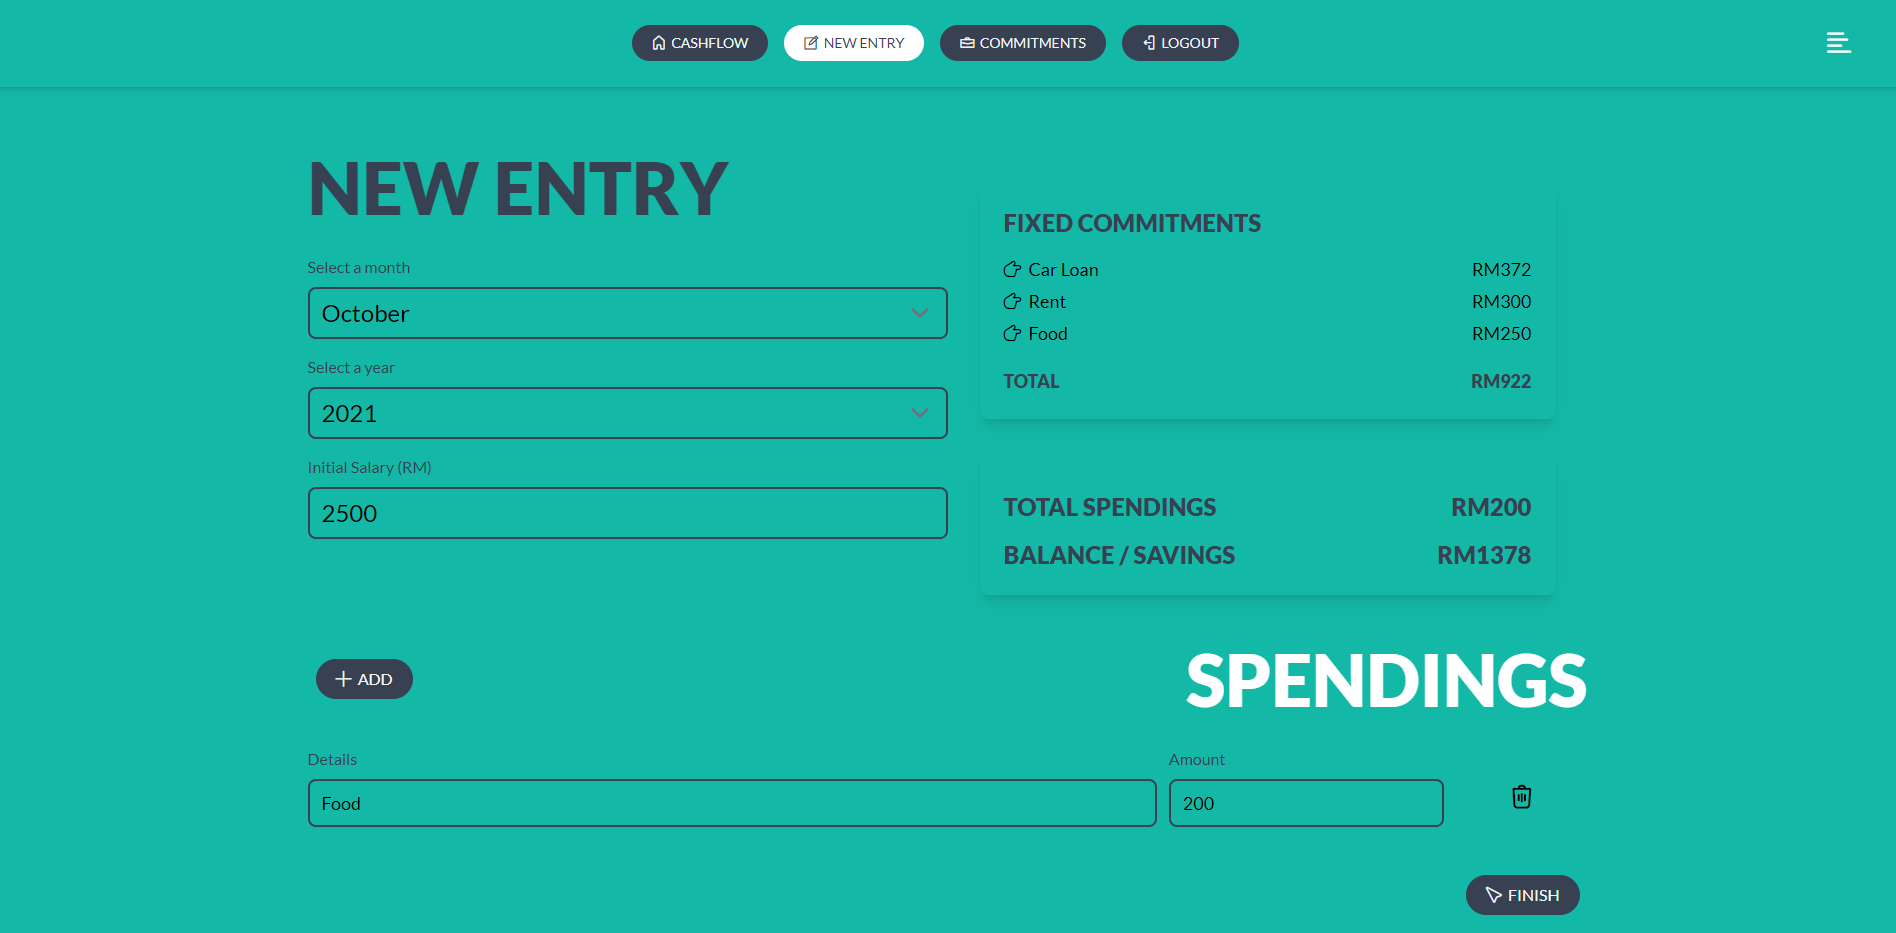 CASHFLOW NEW ENTRY COMMITMENTS LOGOUT
NEW ENTRY
Select a month
October
Select a year
2021
Initial Salary (RM)
2500
FIXED COMMITMENTS
Car Loan RM372
Rent RM300
Food RM250
TOTAL RM922
TOTAL SPENDINGS RM200
BALANCE / SAVINGS RM1378
ADD
SPENDINGS
Details Amount
Food 200
FINISH